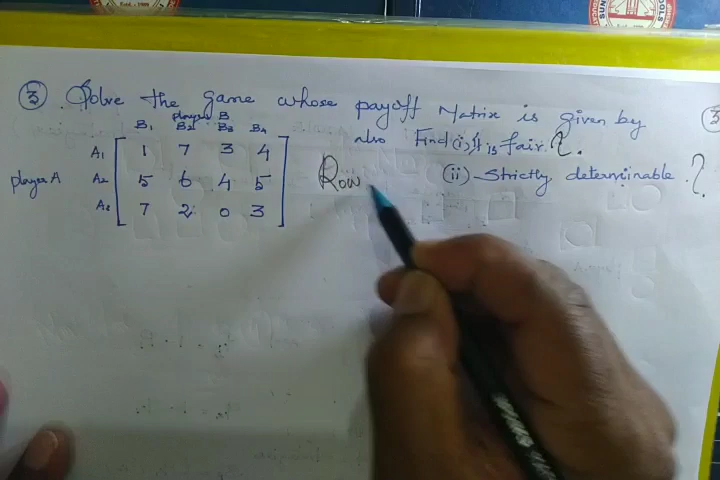 ③ Solve the game whose payoff Matrix is given by
also Find (i) If is fair?
(ii) Strictly determinable ?
player B
B₁ B₂ B₃ B₄
A₁ 1 7 3 4
player A A₂ 5 6 4 5
A₃ 7 2 0 3
Row